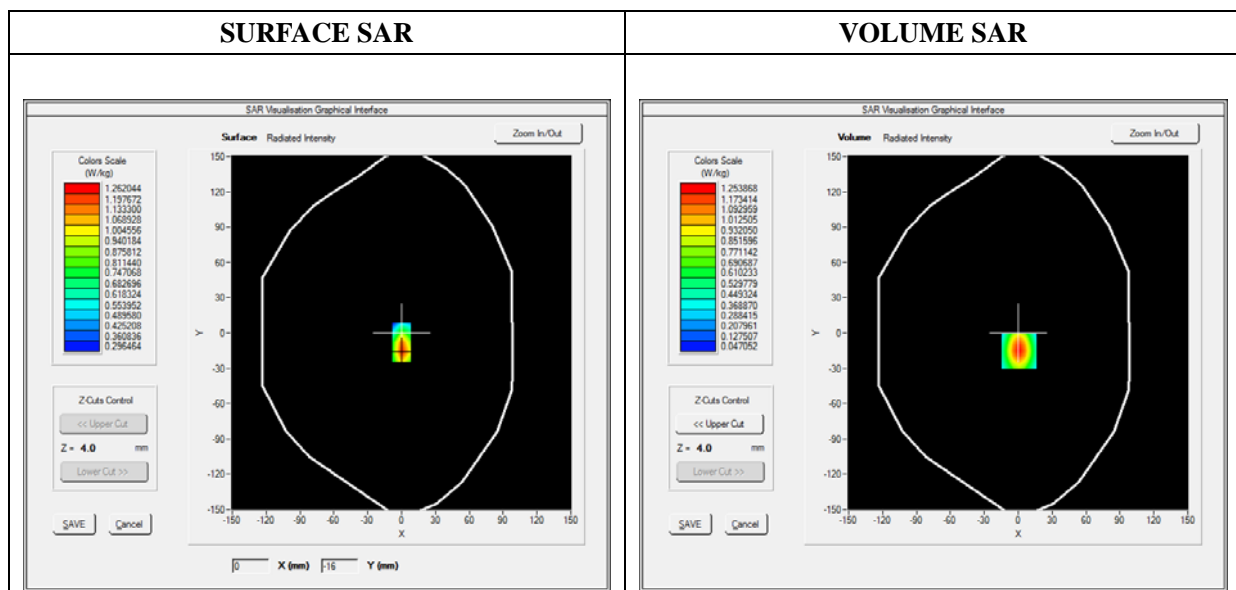 SURFACE SAR
VOLUME SAR
SAR Visualisation Graphical Interface
Surface Radiated Intensity
Zoom In/Out
Colors Scale
(W/kg)
1.262044
1.197672
1.133300
1.068928
1.004556
0.940184
0.875812
0.811440
0.747068
0.682696
0.618324
0.553952
0.489580
0.425208
0.360836
0.296464
Z-Cuts Control
<< Upper Cut
Z = 4.0 mm
Lower Cut >>
SAVE Cancel
150
120
90
60
30
0
-30
-60
-90
-120
-150
Y
-150 -120 -90 -60 -30 0 30 60 90 120 150
X
0 X (mm) -16 Y (mm)
SAR Visualisation Graphical Interface
Volume Radiated Intensity
Zoom In/Out
Colors Scale
(W/kg)
1.253868
1.173414
1.092959
1.012505
0.932050
0.851596
0.771142
0.690687
0.610233
0.529779
0.449324
0.368870
0.288415
0.207961
0.127507
0.047052
Z-Cuts Control
<< Upper Cut
Z = 4.0 mm
Lower Cut >>
SAVE Cancel
150
120
90
60
30
0
-30
-60
-90
-120
-150
Y
-150 -120 -90 -60 -30 0 30 60 90 120 150
X